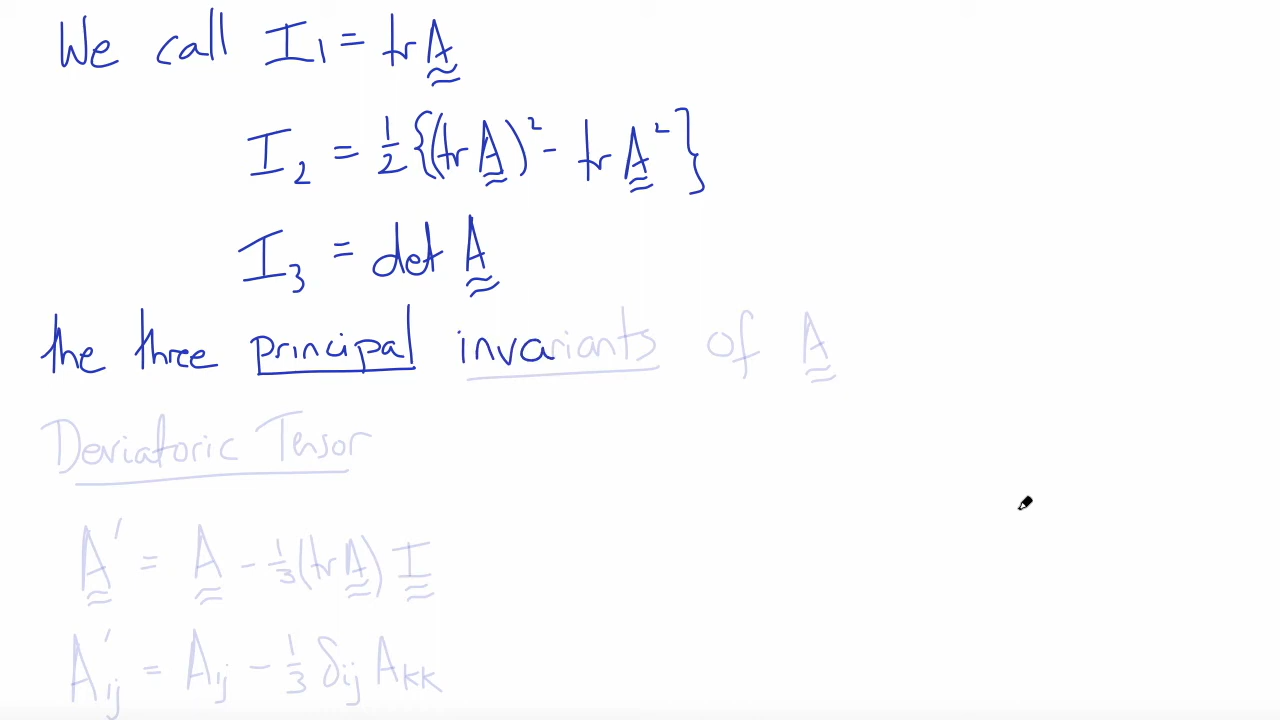 We call I₁ = tr A
I₂ = 1/2 {(tr A)² - tr A²}
I₃ = det A
the three principal invariants of A
Deviatoric Tensor
A' = A - 1/3 (tr A) I
A'ij = Aij - 1/3 δij Akk